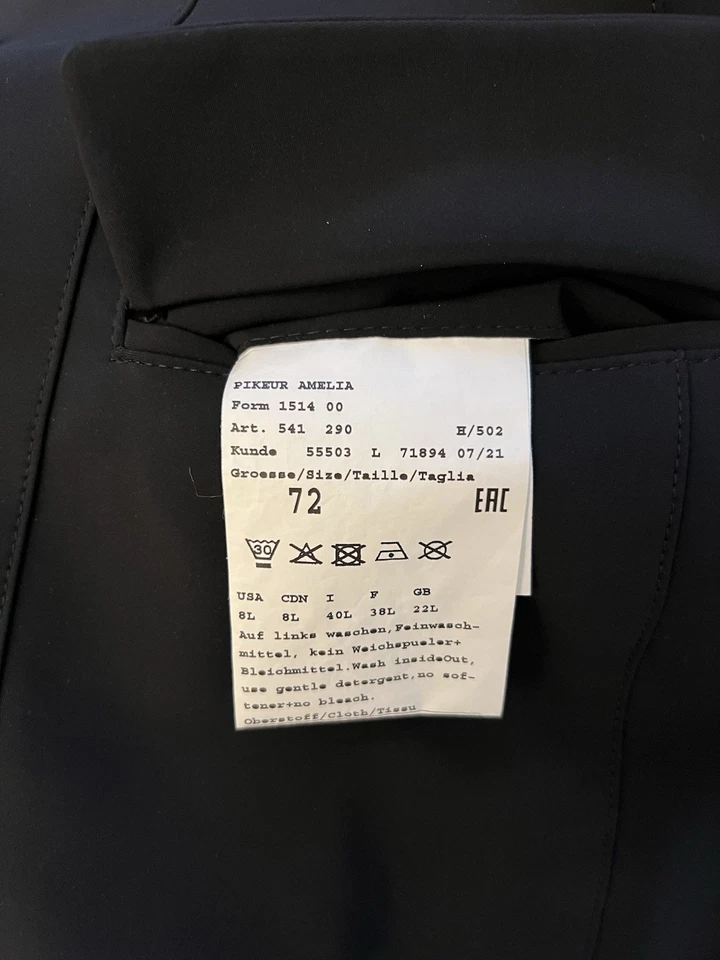 PIKEUR AMELIA
Form 1514 00
Art. 541 290 H/502
Kunde 55503 L 71894 07/21
Groesse/Size/Taille/Taglia
72 EAC
30
USA CDN I F GB
8L 8L 40L 38L 22L
Auf links waschen,Feinwasch-
mittel, kein Weichspueler+
Bleichmittel.Wash insideOut,
use gentle detergent,no sof-
tener+no bleach.
Oberstoff/Cloth/Tissu